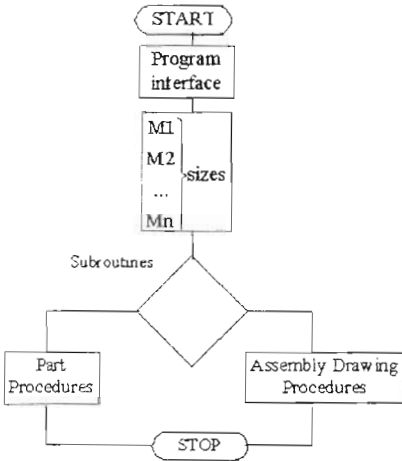 START
Program
interface
M1
M2
...
Mn
sizes
Subroutines
Part
Procedures
Assembly Drawing
Procedures
STOP